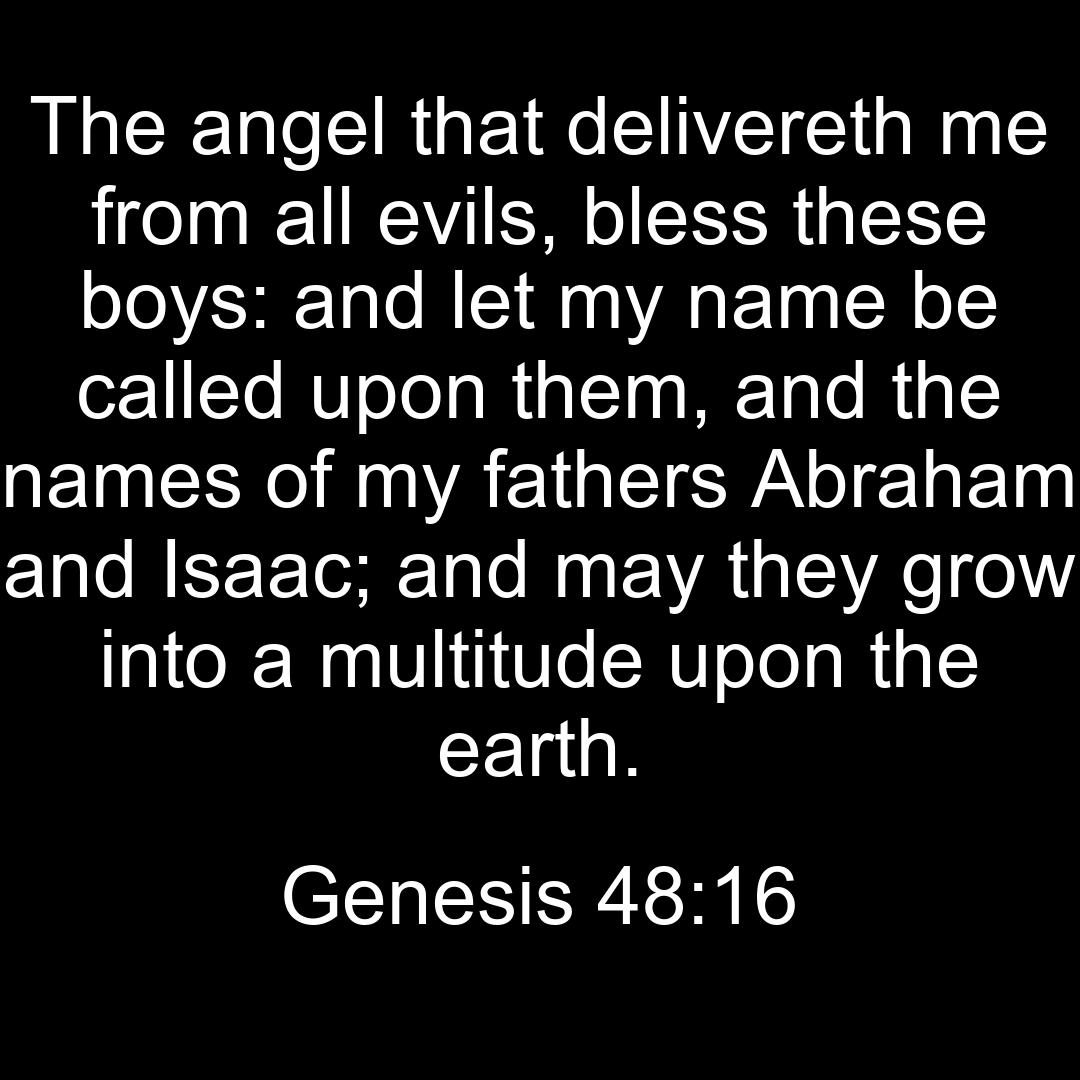 The angel that delivereth me
from all evils, bless these
boys: and let my name be
called upon them, and the
names of my fathers Abraham
and Isaac; and may they grow
into a multitude upon the
earth.
Genesis 48:16